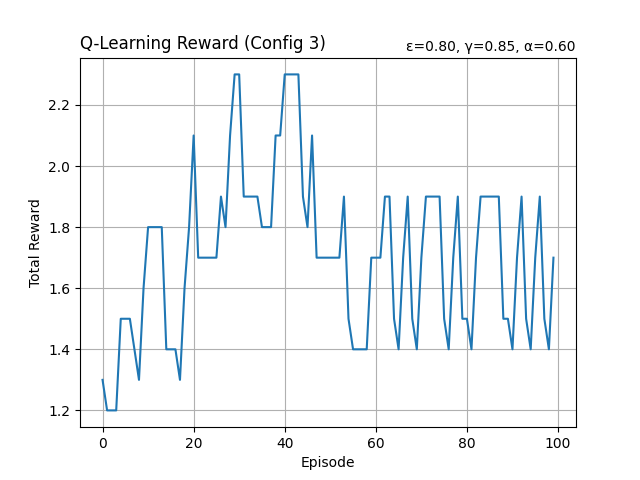 Q-Learning Reward (Config 3)
ε=0.80, γ=0.85, α=0.60
Total Reward
2.2
2.0
1.8
1.6
1.4
1.2
0 20 40 60 80 100
Episode